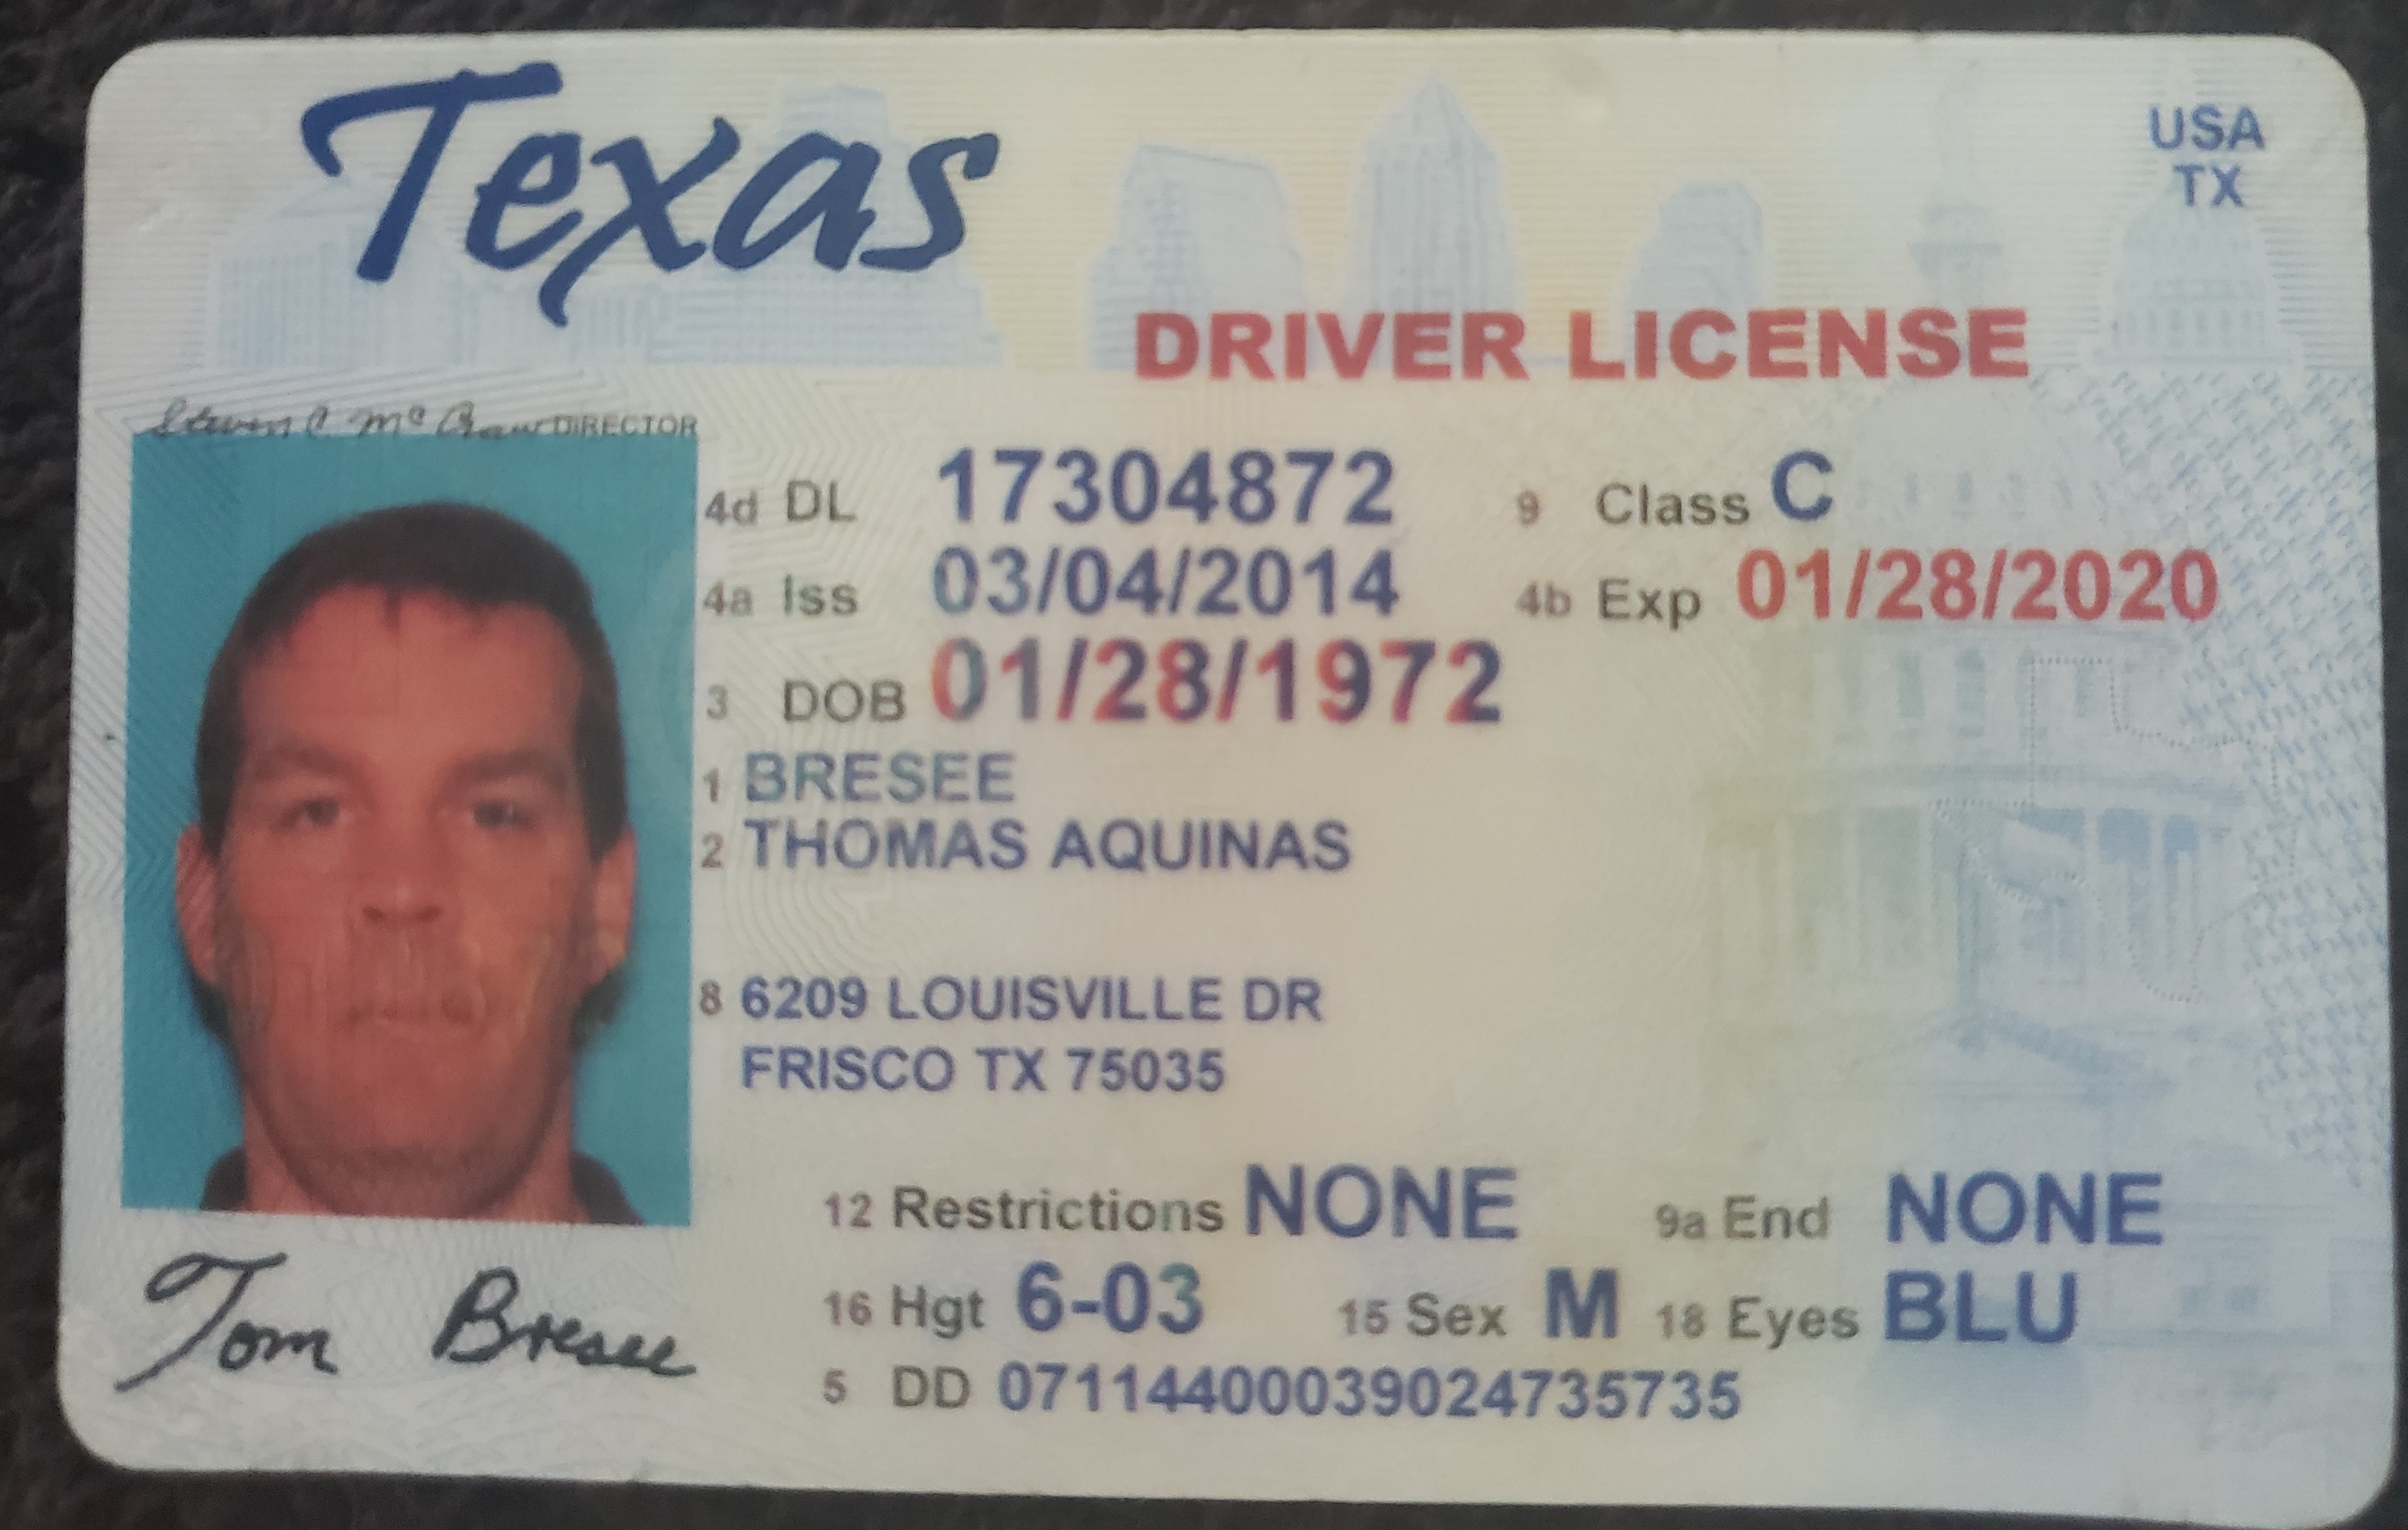 Texas
USA
TX
DRIVER LICENSE
Steven C McCraw DIRECTOR
4d DL 17304872 9 Class C
4a Iss 03/04/2014 4b Exp 01/28/2020
3 DOB 01/28/1972
1 BRESEE
2 THOMAS AQUINAS
8 6209 LOUISVILLE DR
FRISCO TX 75035
12 Restrictions NONE 9a End NONE
16 Hgt 6-03 15 Sex M 18 Eyes BLU
5 DD 07114400039024735735
Tom Bresee